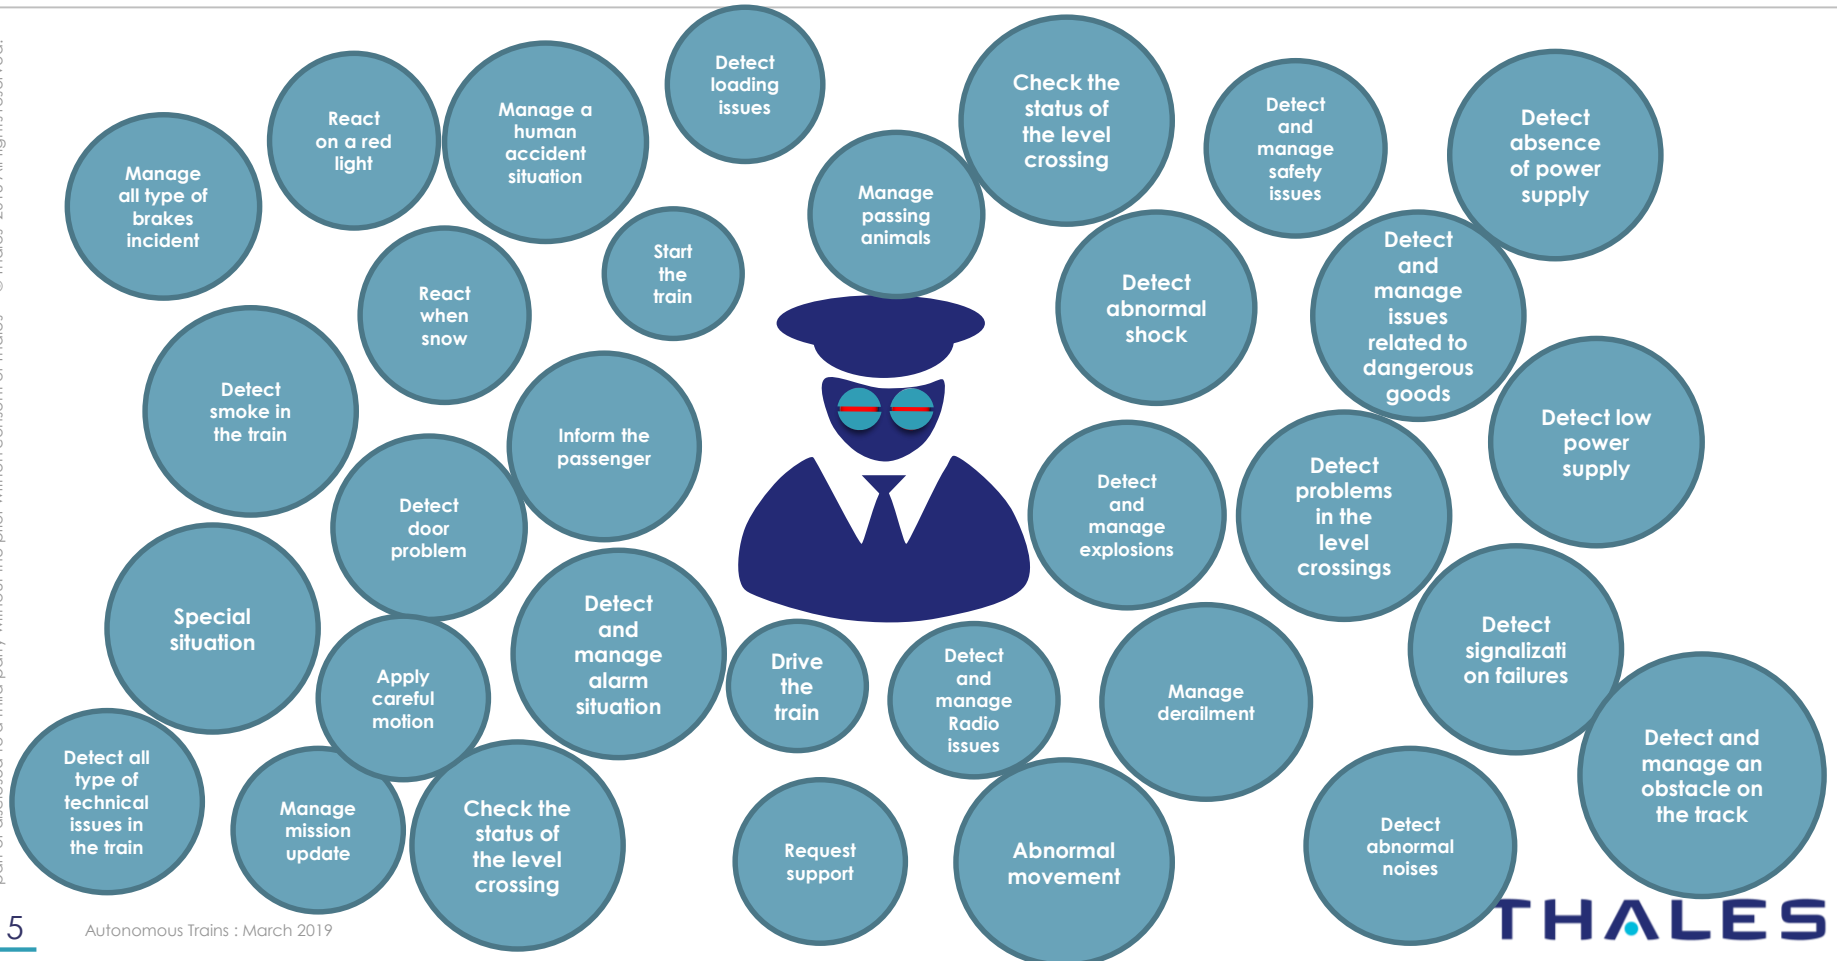 Detect
loading
issues
Check the
status of
the level
crossing
React
on a red
light
Manage a
human
accident
situation
Detect
and
manage
safety
issues
Detect
absence
of power
supply
Manage
all type of
brakes
incident
Manage
passing
animals
Start
the
train
React
when
snow
Detect
abnormal
shock
Detect
and
manage
issues
related to
dangerous
goods
Detect
smoke in
the train
Inform the
passenger
Detect low
power
supply
Detect
door
problem
Detect
and
manage
explosions
Detect
problems
in the
level
crossings
Special
situation
Detect
and
manage
alarm
situation
Apply
careful
motion
Drive
the
train
Detect
and
manage
Radio
issues
Manage
derailment
Detect
signalizati
on failures
Detect and
manage an
obstacle on
the track
Detect all
type of
technical
issues in
the train
Manage
mission
update
Check the
status of
the level
crossing
Request
support
Abnormal
movement
Detect
abnormal
noises
5
Autonomous Trains : March 2019
THALES